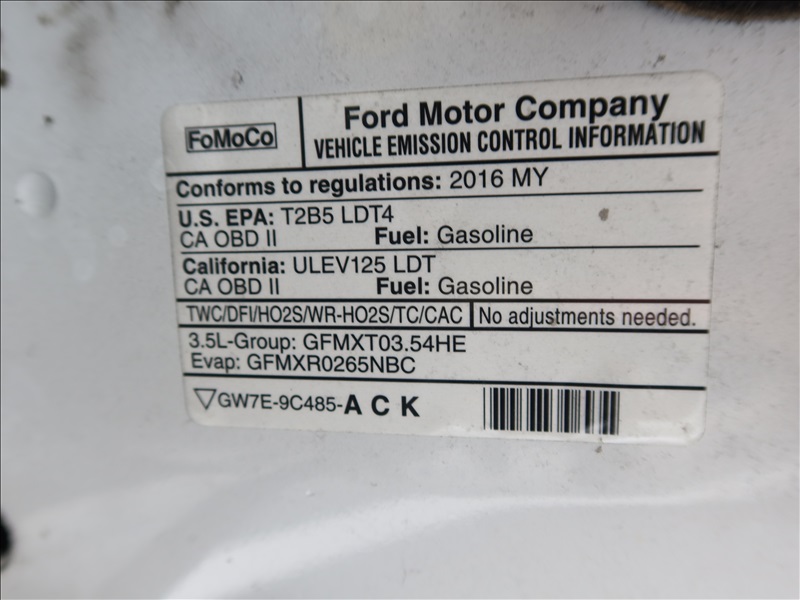 FoMoCo
Ford Motor Company
VEHICLE EMISSION CONTROL INFORMATION
Conforms to regulations: 2016 MY
U.S. EPA: T2B5 LDT4
CA OBD II Fuel: Gasoline
California: ULEV125 LDT
CA OBD II Fuel: Gasoline
TWC/DFI/HO2S/WR-HO2S/TC/CAC No adjustments needed.
3.5L-Group: GFMXT03.54HE
Evap: GFMXR0265NBC
GW7E-9C485-A C K